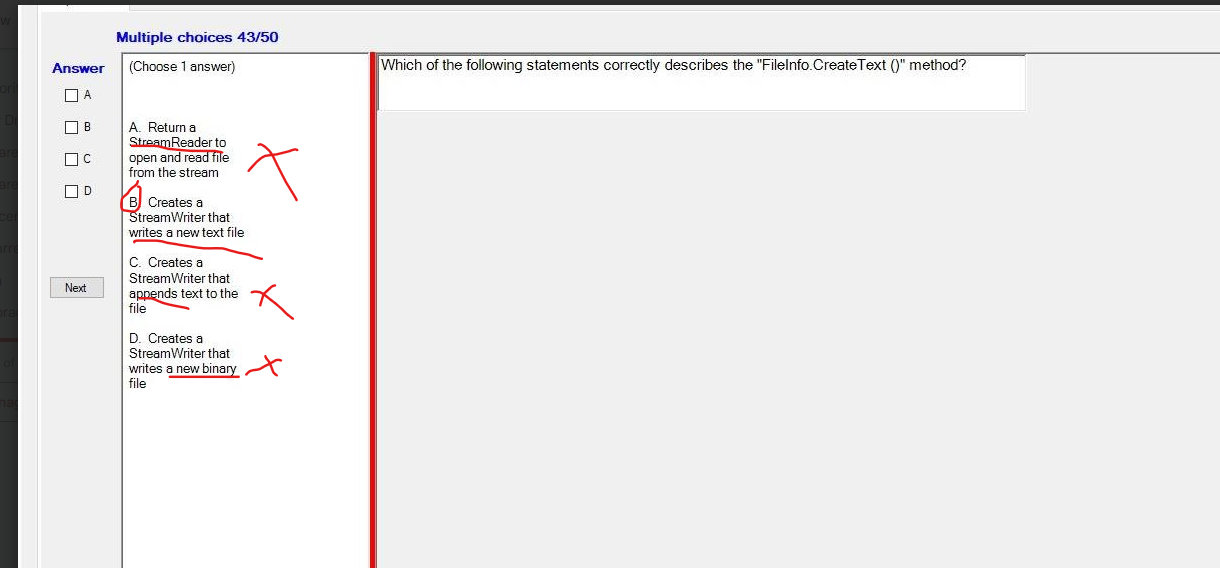 Multiple choices 43/50
Answer
(Choose 1 answer)
Which of the following statements correctly describes the "FileInfo.CreateText ()" method?
A
B
C
D
A. Return a
StreamReader to
open and read file
from the stream
B. Creates a
StreamWriter that
writes a new text file
C. Creates a
StreamWriter that
appends text to the
file
D. Creates a
StreamWriter that
writes a new binary
file
Next